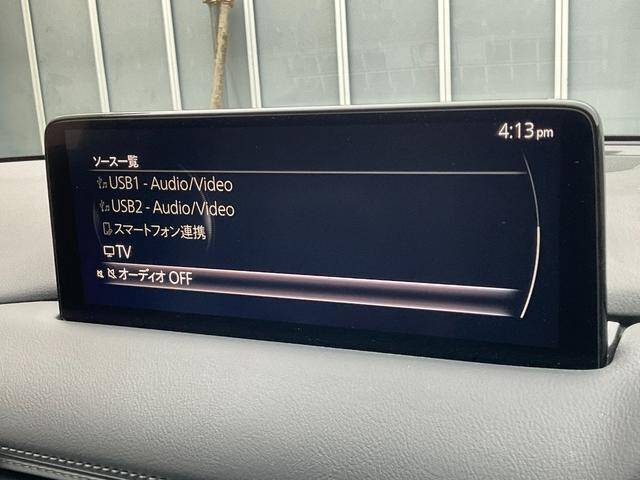 4:13pm
ソース一覧
USB1 - Audio/Video
USB2 - Audio/Video
スマートフォン連携
TV
オーディオ OFF